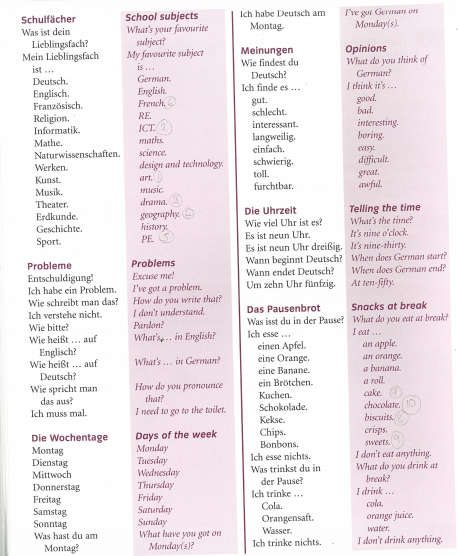 Schulfächer
Was ist dein
Lieblingsfach?
Mein Lieblingsfach
ist …
Deutsch.
Englisch.
Französisch.
Religion.
Informatik.
Mathe.
Naturwissenschaften.
Werken.
Kunst.
Musik.
Theater.
Erdkunde.
Geschichte.
Sport.
Probleme
Entschuldigung!
Ich habe ein Problem.
Wie schreibt man das?
Ich verstehe nicht.
Wie bitte?
Wie heißt … auf
Englisch?
Wie heißt … auf
Deutsch?
Wie spricht man
das aus?
Ich muss mal.
Die Wochentage
Montag
Dienstag
Mittwoch
Donnerstag
Freitag
Samstag
Sonntag
Was hast du am
Montag?
School subjects
What's your favourite
subject?
My favourite subject
is …
German.
English.
French.
RE.
ICT. 2
maths.
science.
design and technology.
art.
music.
drama. 3
geography.
history.
PE. 5
Problems
Excuse me!
I've got a problem.
How do you write that?
I don't understand.
Pardon?
What's … in English?
What's … in German?
How do you pronounce
that?
I need to go to the toilet.
Days of the week
Monday
Tuesday
Wednesday
Thursday
Friday
Saturday
Sunday
What have you got on
Monday(s)?
Ich habe Deutsch am
Montag.
Meinungen
Wie findest du
Deutsch?
Ich finde es …
gut.
schlecht.
interessant.
langweilig.
einfach.
schwierig.
toll.
furchtbar.
Die Uhrzeit
Wie viel Uhr ist es?
Es ist neun Uhr.
Es ist neun Uhr dreißig.
Wann beginnt Deutsch?
Wann endet Deutsch?
Um zehn Uhr fünfzig.
Das Pausenbrot
Was isst du in der Pause?
Ich esse …
einen Apfel.
eine Orange.
eine Banane.
ein Brötchen.
Kuchen.
Schokolade.
Kekse.
Chips.
Bonbons.
Ich esse nichts.
Was trinkst du in
der Pause?
Ich trinke …
Cola.
Orangensaft.
Wasser.
Ich trinke nichts.
I've got German on
Monday(s).
Opinions
What do you think of
German?
I think it's …
good.
bad.
interesting.
boring.
easy.
difficult.
great.
awful.
Telling the time
What's the time?
It's nine o'clock.
It's nine-thirty.
When does German start?
When does German end?
At ten-fifty.
Snacks at break
What do you eat at break?
I eat …
an apple.
an orange.
a banana.
a roll.
cake.
chocolate. 10
biscuits.
crisps.
sweets. 9
I don't eat anything.
What do you drink at
break?
I drink …
cola.
orange juice.
water.
I don't drink anything.